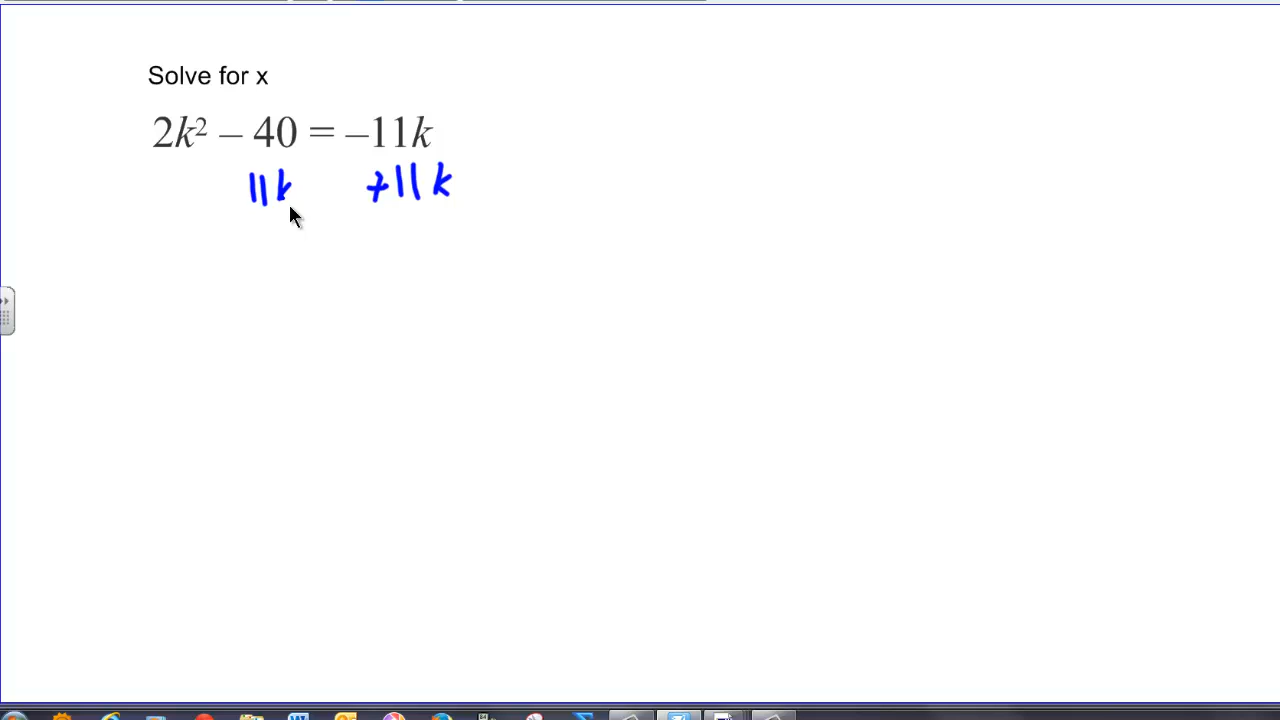 Solve for x
2k² – 40 = –11k
11k +11k